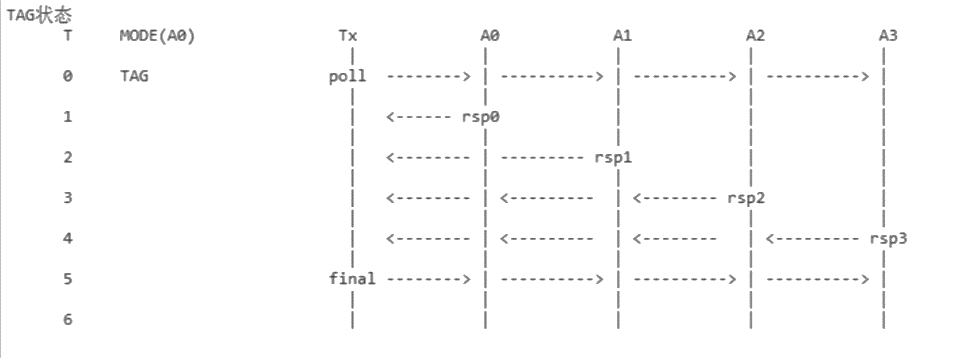 TAG状态
T MODE(A0) Tx A0 A1 A2 A3
0 TAG poll --------> | ---------> | ---------> | ---------> |
1 <------ rsp0
2 <-------- | -------- rsp1
3 <-------- | <--------- | <-------- rsp2
4 <-------- | <--------- | <-------- | <--------- rsp3
5 final --------> | ---------> | ---------> | ---------> |
6